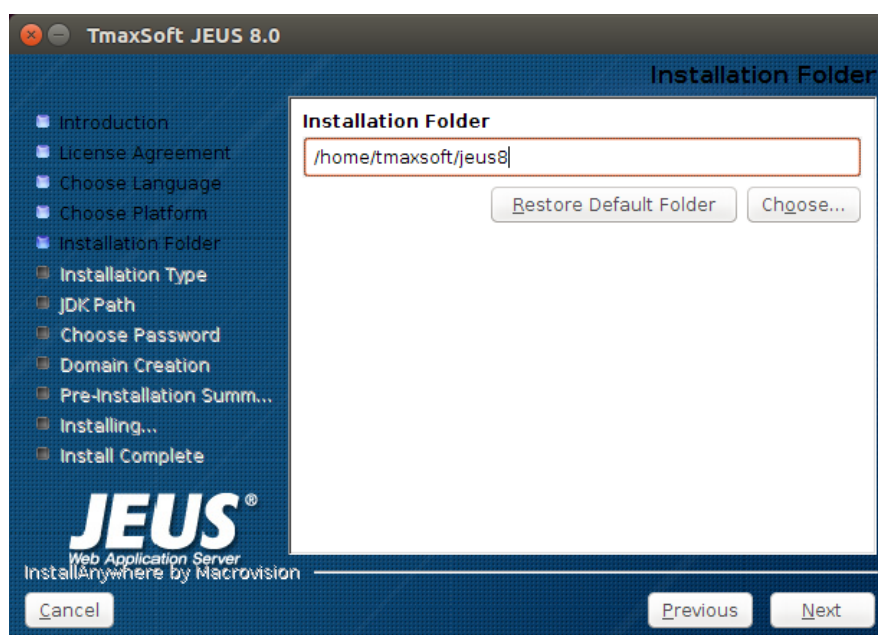 TmaxSoft JEUS 8.0
Installation Folder
Introduction
License Agreement
Choose Language
Choose Platform
Installation Folder
Installation Type
JDK Path
Choose Password
Domain Creation
Pre-Installation Summ...
Installing...
Install Complete
Installation Folder
/home/tmaxsoft/jeus8
Restore Default Folder
Choose...
JEUS®
Web Application Server
InstallAnywhere by Macrovision
Cancel
Previous
Next